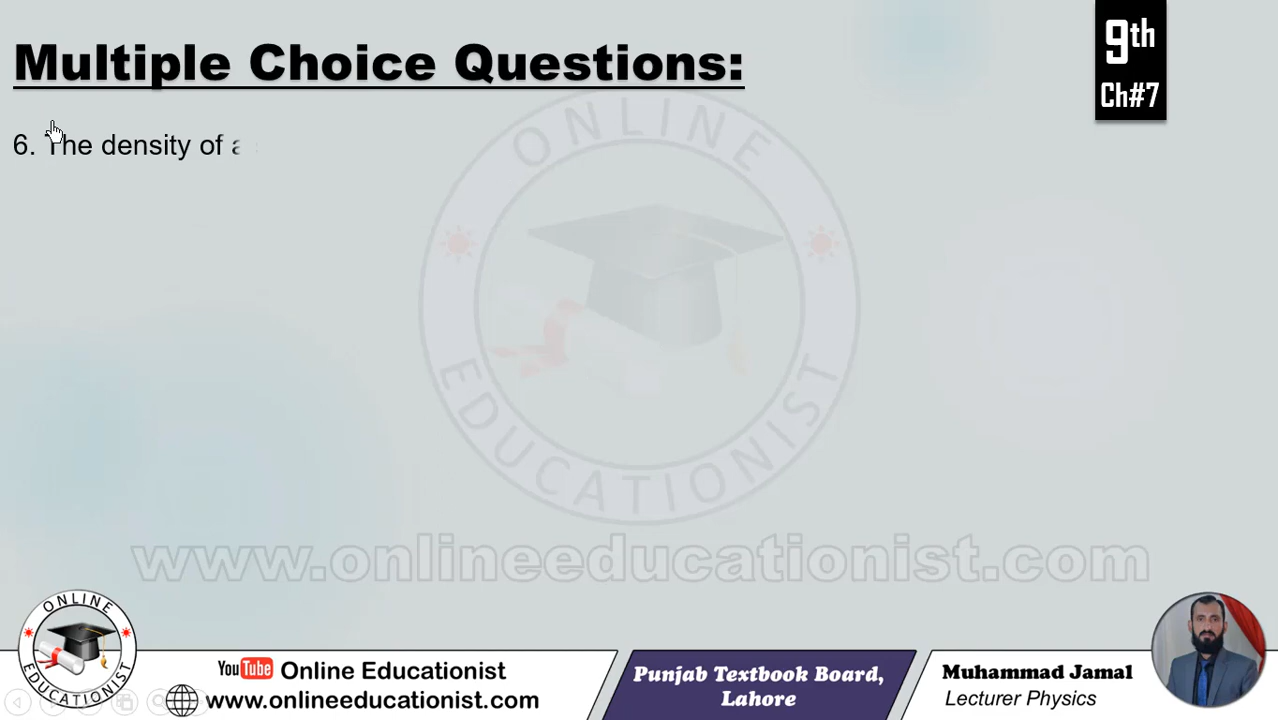 Multiple Choice Questions:
9th
Ch#7
6. The density of a
ONLINE
EDUCATIONIST
www.onlineeducationist.com
ONLINE
EDUCATIONIST
YouTube Online Educationist
www.onlineeducationist.com
Punjab Textbook Board,
Lahore
Muhammad Jamal
Lecturer Physics